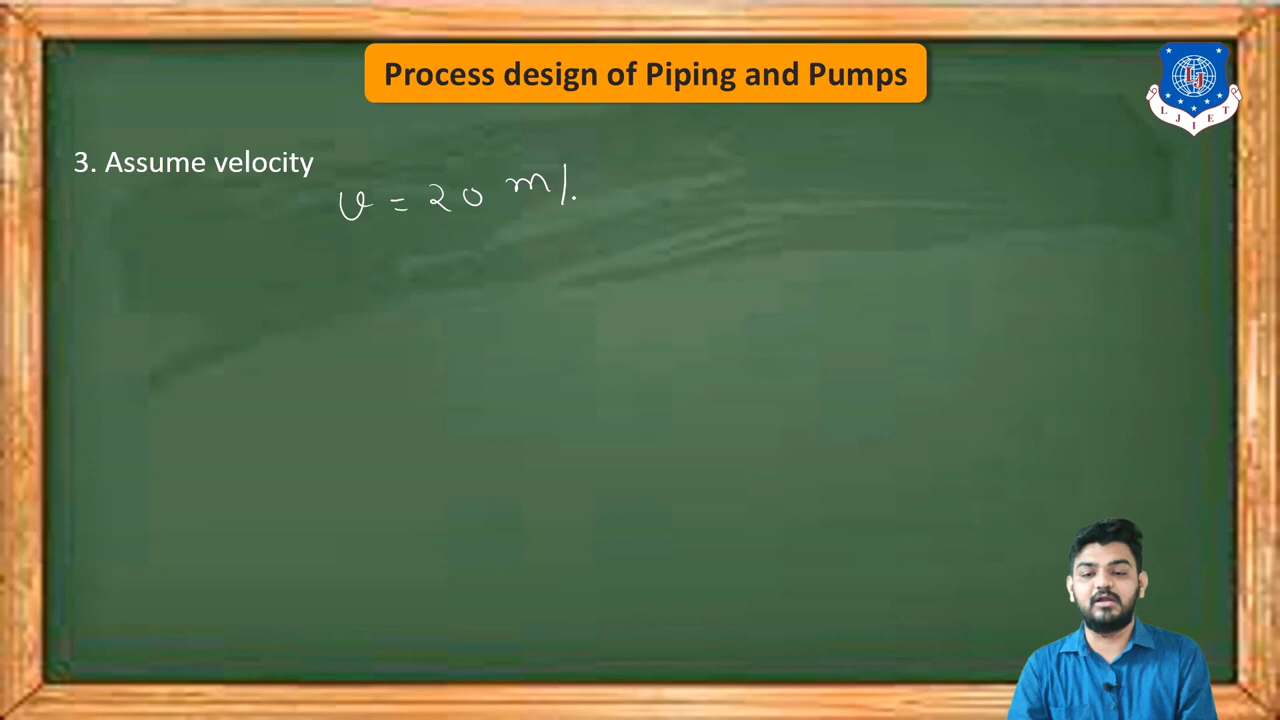 Process design of Piping and Pumps
L J I E T
3. Assume velocity
v = 20 m/